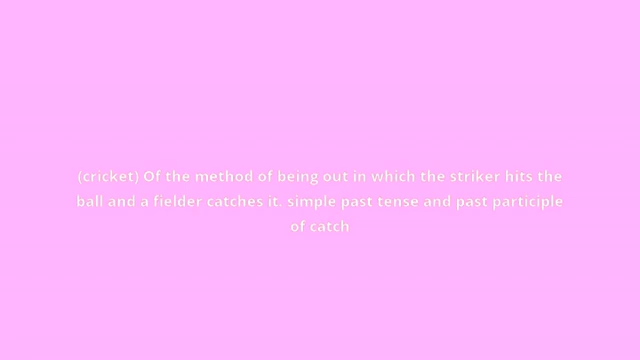 (cricket) Of the method of being out in which the striker hits the
ball and a fielder catches it. simple past tense and past participle
of catch